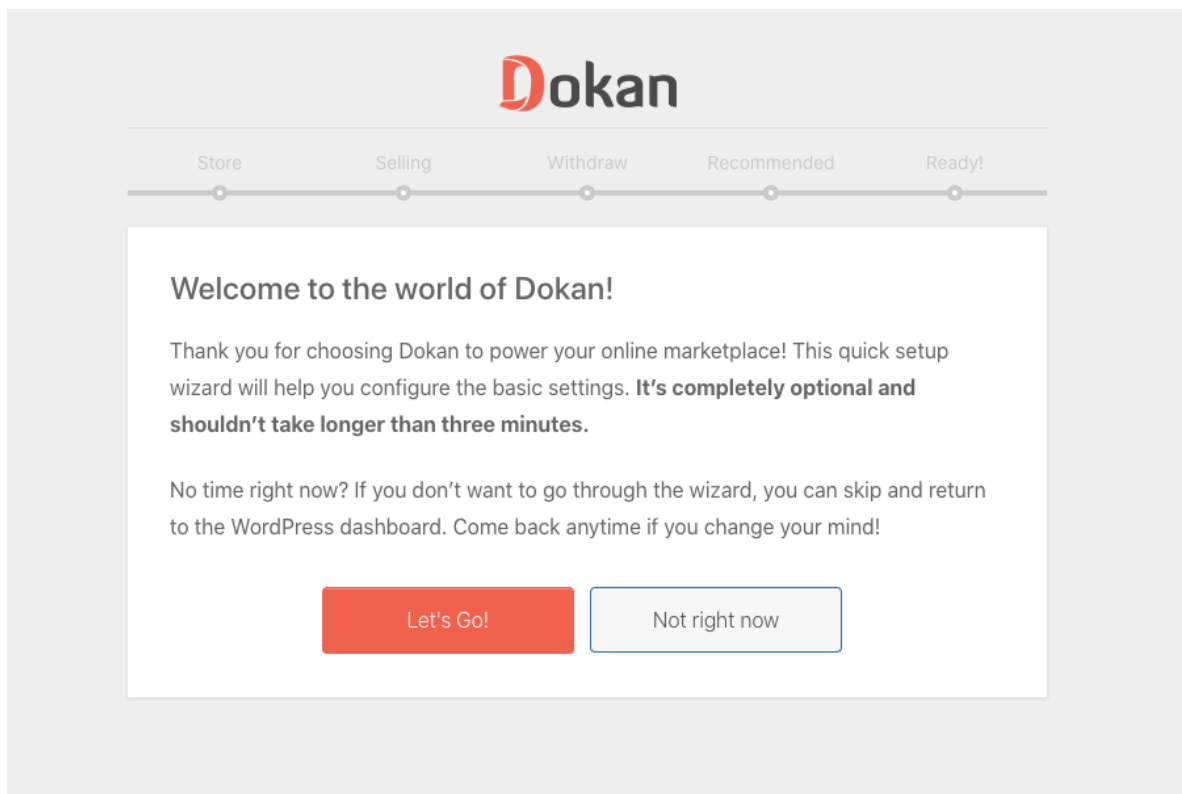 Dokan
Store Selling Withdraw Recommended Ready!
Welcome to the world of Dokan!
Thank you for choosing Dokan to power your online marketplace! This quick setup
wizard will help you configure the basic settings. It’s completely optional and
shouldn’t take longer than three minutes.
No time right now? If you don’t want to go through the wizard, you can skip and return
to the WordPress dashboard. Come back anytime if you change your mind!
Let's Go! Not right now